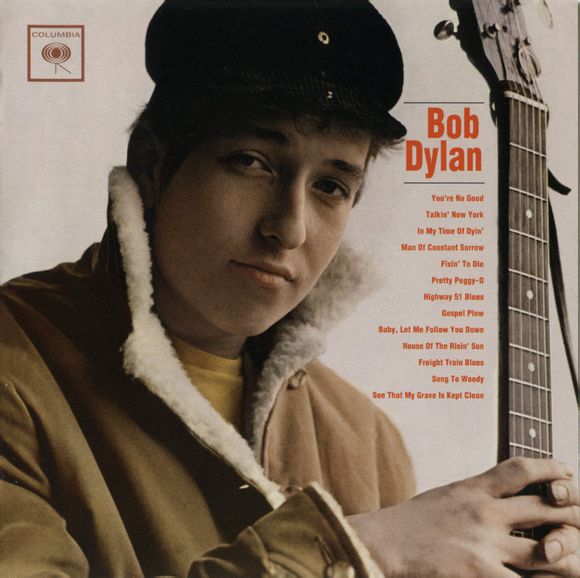 COLUMBIA
Bob
Dylan
You're No Good
Talkin' New York
In My Time Of Dyin'
Man Of Constant Sorrow
Fixin' To Die
Pretty Peggy-O
Highway 51 Blues
Gospel Plow
Baby, Let Me Follow You Down
House Of The Risin' Sun
Freight Train Blues
Song To Woody
See That My Grave Is Kept Clean